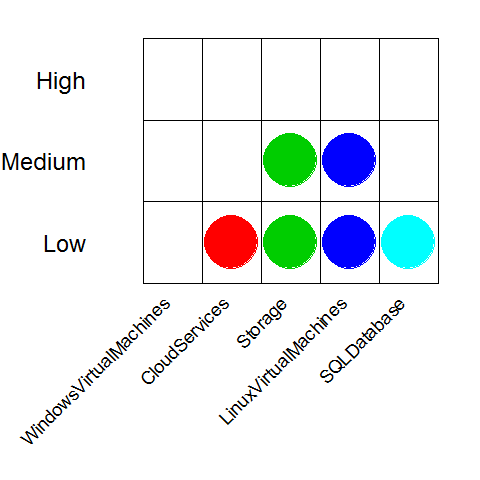 High
Medium
Low
WindowsVirtualMachines
CloudServices
Storage
LinuxVirtualMachines
SQLDatabase